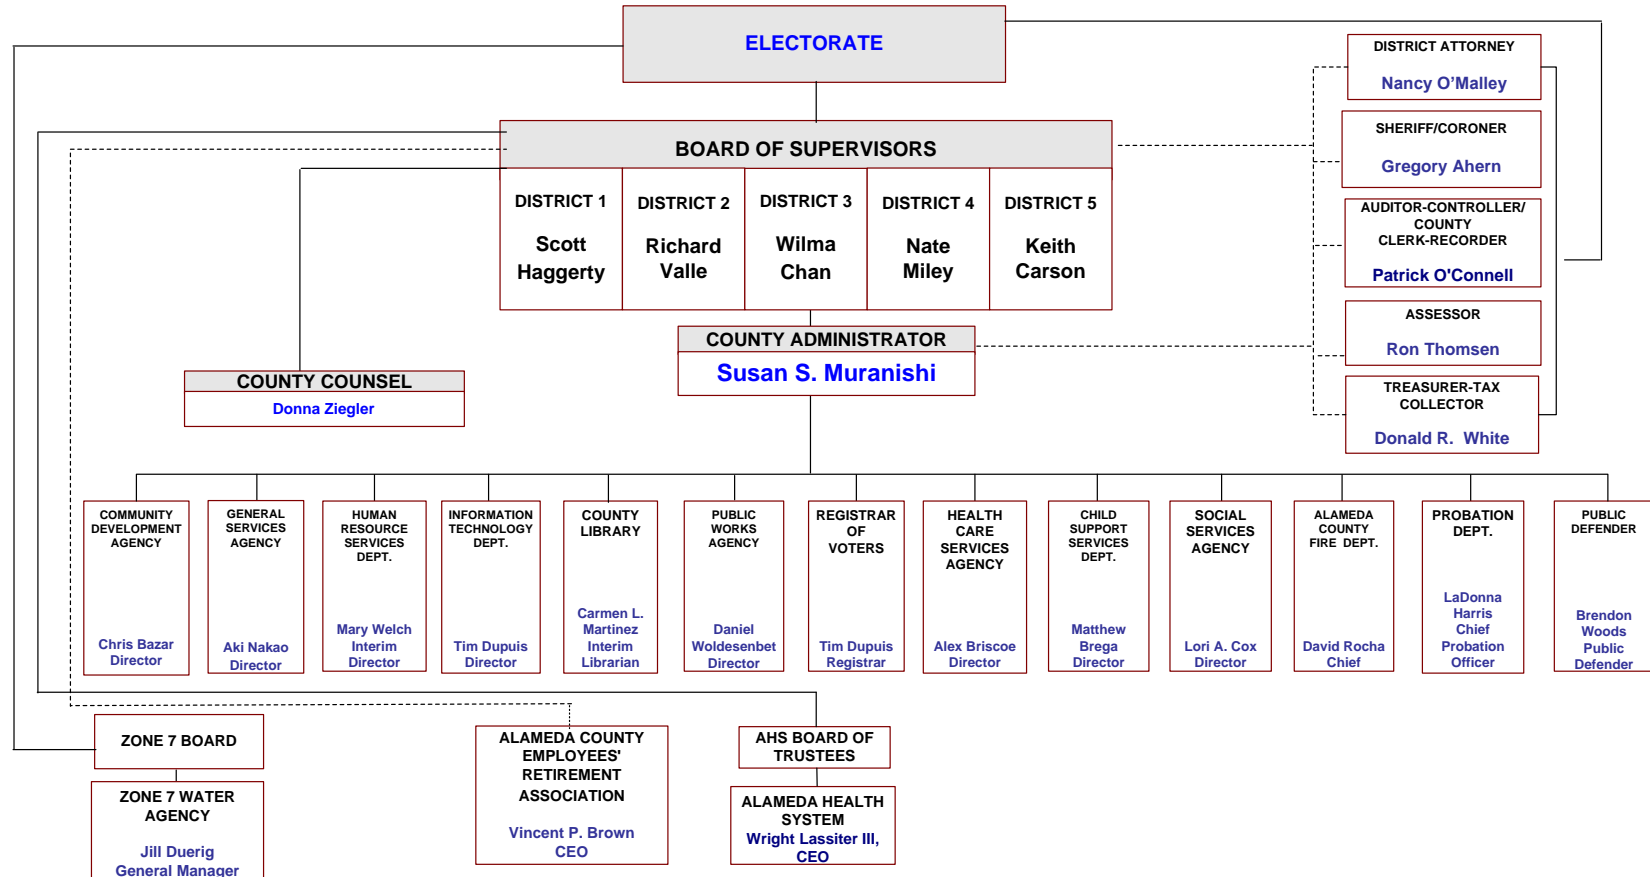 ELECTORATE
DISTRICT ATTORNEY
Nancy O’Malley
SHERIFF/CORONER
Gregory Ahern
AUDITOR-CONTROLLER/
COUNTY
CLERK-RECORDER
Patrick O'Connell
ASSESSOR
Ron Thomsen
TREASURER-TAX
COLLECTOR
Donald R. White
BOARD OF SUPERVISORS
DISTRICT 1
Scott
Haggerty
DISTRICT 2
Richard
Valle
DISTRICT 3
Wilma
Chan
DISTRICT 4
Nate
Miley
DISTRICT 5
Keith
Carson
COUNTY ADMINISTRATOR
Susan S. Muranishi
COUNTY COUNSEL
Donna Ziegler
COMMUNITY
DEVELOPMENT
AGENCY
Chris Bazar
Director
GENERAL
SERVICES
AGENCY
Aki Nakao
Director
HUMAN
RESOURCE
SERVICES
DEPT.
Mary Welch
Interim
Director
INFORMATION
TECHNOLOGY
DEPT.
Tim Dupuis
Director
COUNTY
LIBRARY
Carmen L.
Martinez
Interim
Librarian
PUBLIC
WORKS
AGENCY
Daniel
Woldesenbet
Director
REGISTRAR
OF
VOTERS
Tim Dupuis
Registrar
HEALTH
CARE
SERVICES
AGENCY
Alex Briscoe
Director
CHILD
SUPPORT
SERVICES
DEPT.
Matthew
Brega
Director
SOCIAL
SERVICES
AGENCY
Lori A. Cox
Director
ALAMEDA
COUNTY
FIRE DEPT.
David Rocha
Chief
PROBATION
DEPT.
LaDonna
Harris
Chief
Probation
Officer
PUBLIC
DEFENDER
Brendon
Woods
Public
Defender
ZONE 7 BOARD
ZONE 7 WATER
AGENCY
Jill Duerig
General Manager
ALAMEDA COUNTY
EMPLOYEES'
RETIREMENT
ASSOCIATION
Vincent P. Brown
CEO
AHS BOARD OF
TRUSTEES
ALAMEDA HEALTH
SYSTEM
Wright Lassiter III,
CEO